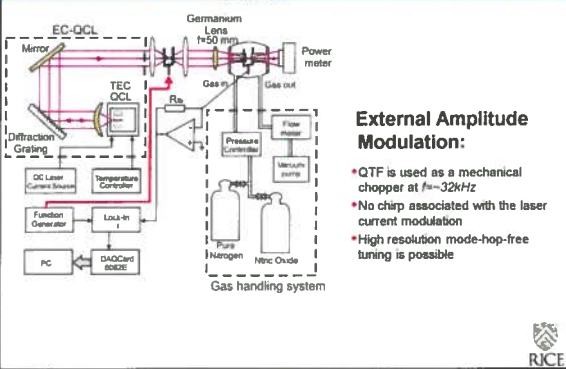 EC-QCL
Germanium
Lens
f=50 mm
Mirror
Power
meter
TEC
QCL
Gas in
Gas out
Diffraction
Grating
Flow
meter
Pressure
Controller
Vacuum
pump
DC Laser
Current Source
Temperature
Controller
Function
Generator
Lock-in
PC
DAQCard
6062E
Pure
Nitrogen
Nitric Oxide
Gas handling system
External Amplitude
Modulation:
•QTF is used as a mechanical
chopper at f=~32kHz
•No chirp associated with the laser
current modulation
•High resolution mode-hop-free
tuning is possible
RICE